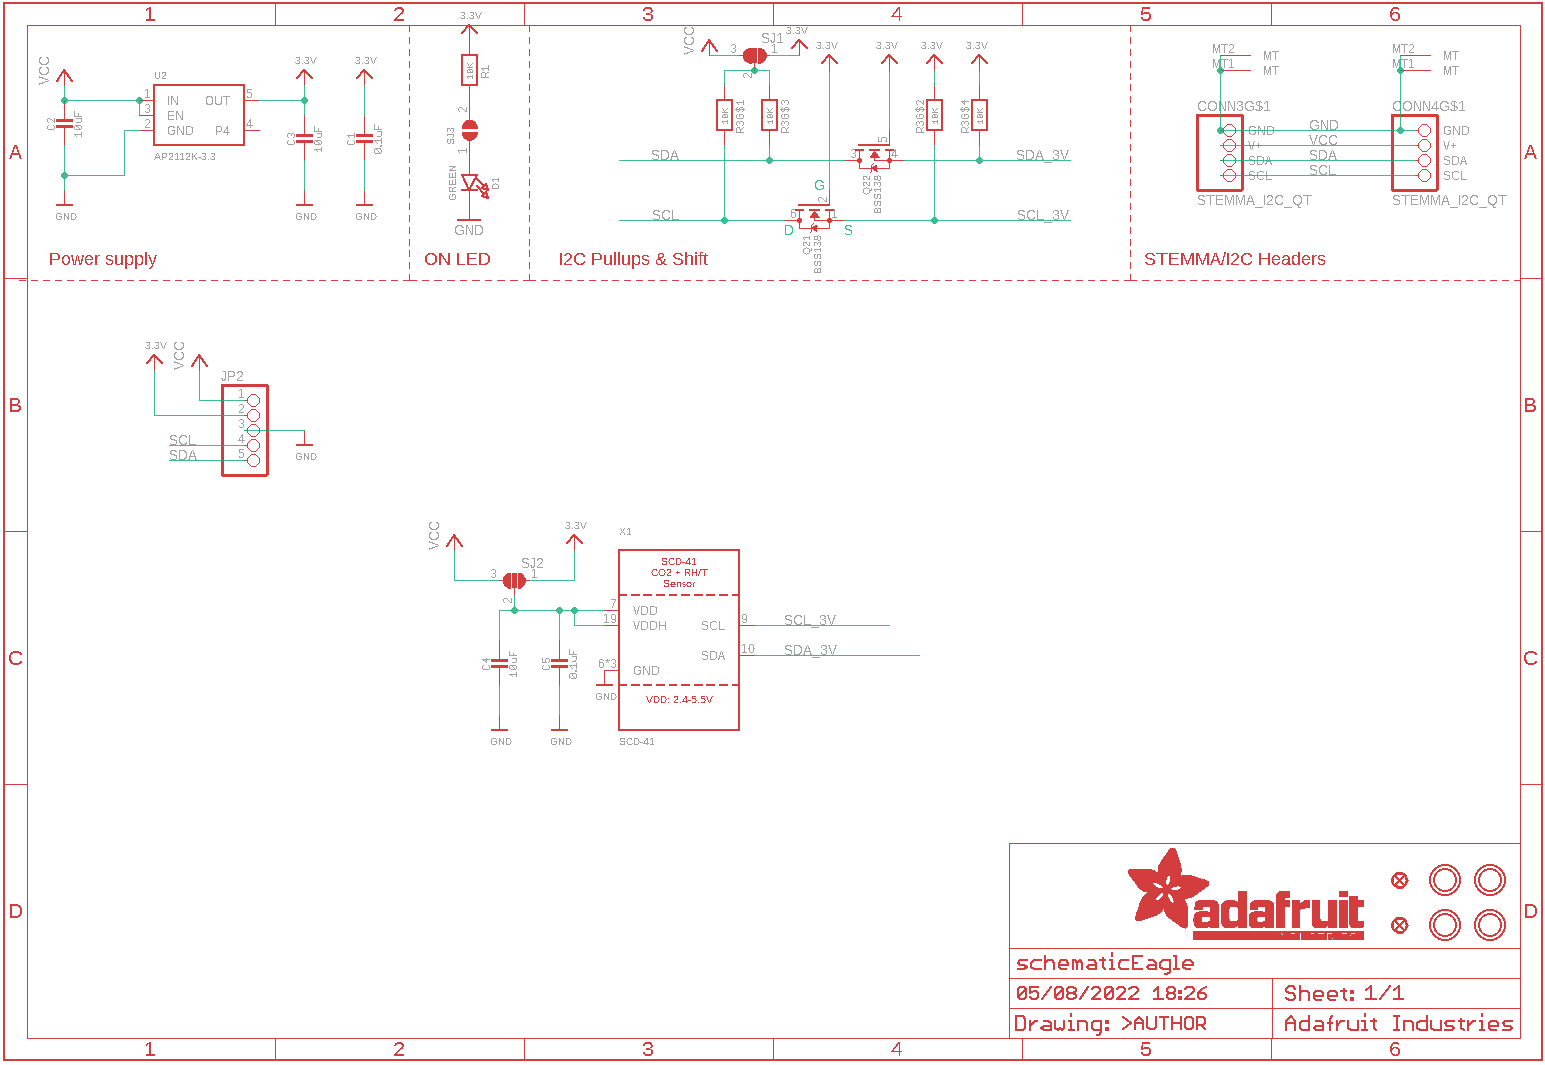 1 2 3 4 5 6
A
VCC
U2
1 IN OUT 5
3 EN
2 GND P4 4
AP2112K-3.3
C2 10uF
GND
3.3V
C3 10uF
GND
3.3V
C1 0.1uF
GND
Power supply
3.3V
10K R1
2
SJ3
1
GREEN D1
GND
ON LED
VCC
3 SJ1 1
2
3.3V
3.3V
3.3V
3.3V
3.3V
10K R36$1
10K R36$3
10K R36$2
10K R36$4
SDA
3 5 4
Q22
BSS138
SDA_3V
SCL
G
6 2 1
D S
Q21
BSS138
SCL_3V
I2C Pullups & Shift
MT2 MT
MT1 MT
CONN3G$1
GND
V+
SDA
SCL
STEMMA_I2C_QT
GND
VCC
SDA
SCL
MT2 MT
MT1 MT
CONN4G$1
GND
V+
SDA
SCL
STEMMA_I2C_QT
STEMMA/I2C Headers
A
B
3.3V
VCC
JP2
1
2
3
SCL 4
SDA 5
GND
B
C
VCC
3.3V
3 SJ2 1
2
C4 10uF
C5 0.1uF
GND
GND
X1
SCD-41
CO2 + RH/T
Sensor
7 VDD
19 VDDH
SCL 9 SCL_3V
SDA 10 SDA_3V
6*3 GND
GND
VDD: 2.4-5.5V
SCD-41
C
D
adafruit
D
schematicEagle
05/08/2022 18:26
Sheet: 1/1
Drawing: >AUTHOR
Adafruit Industries
1 2 3 4 5 6